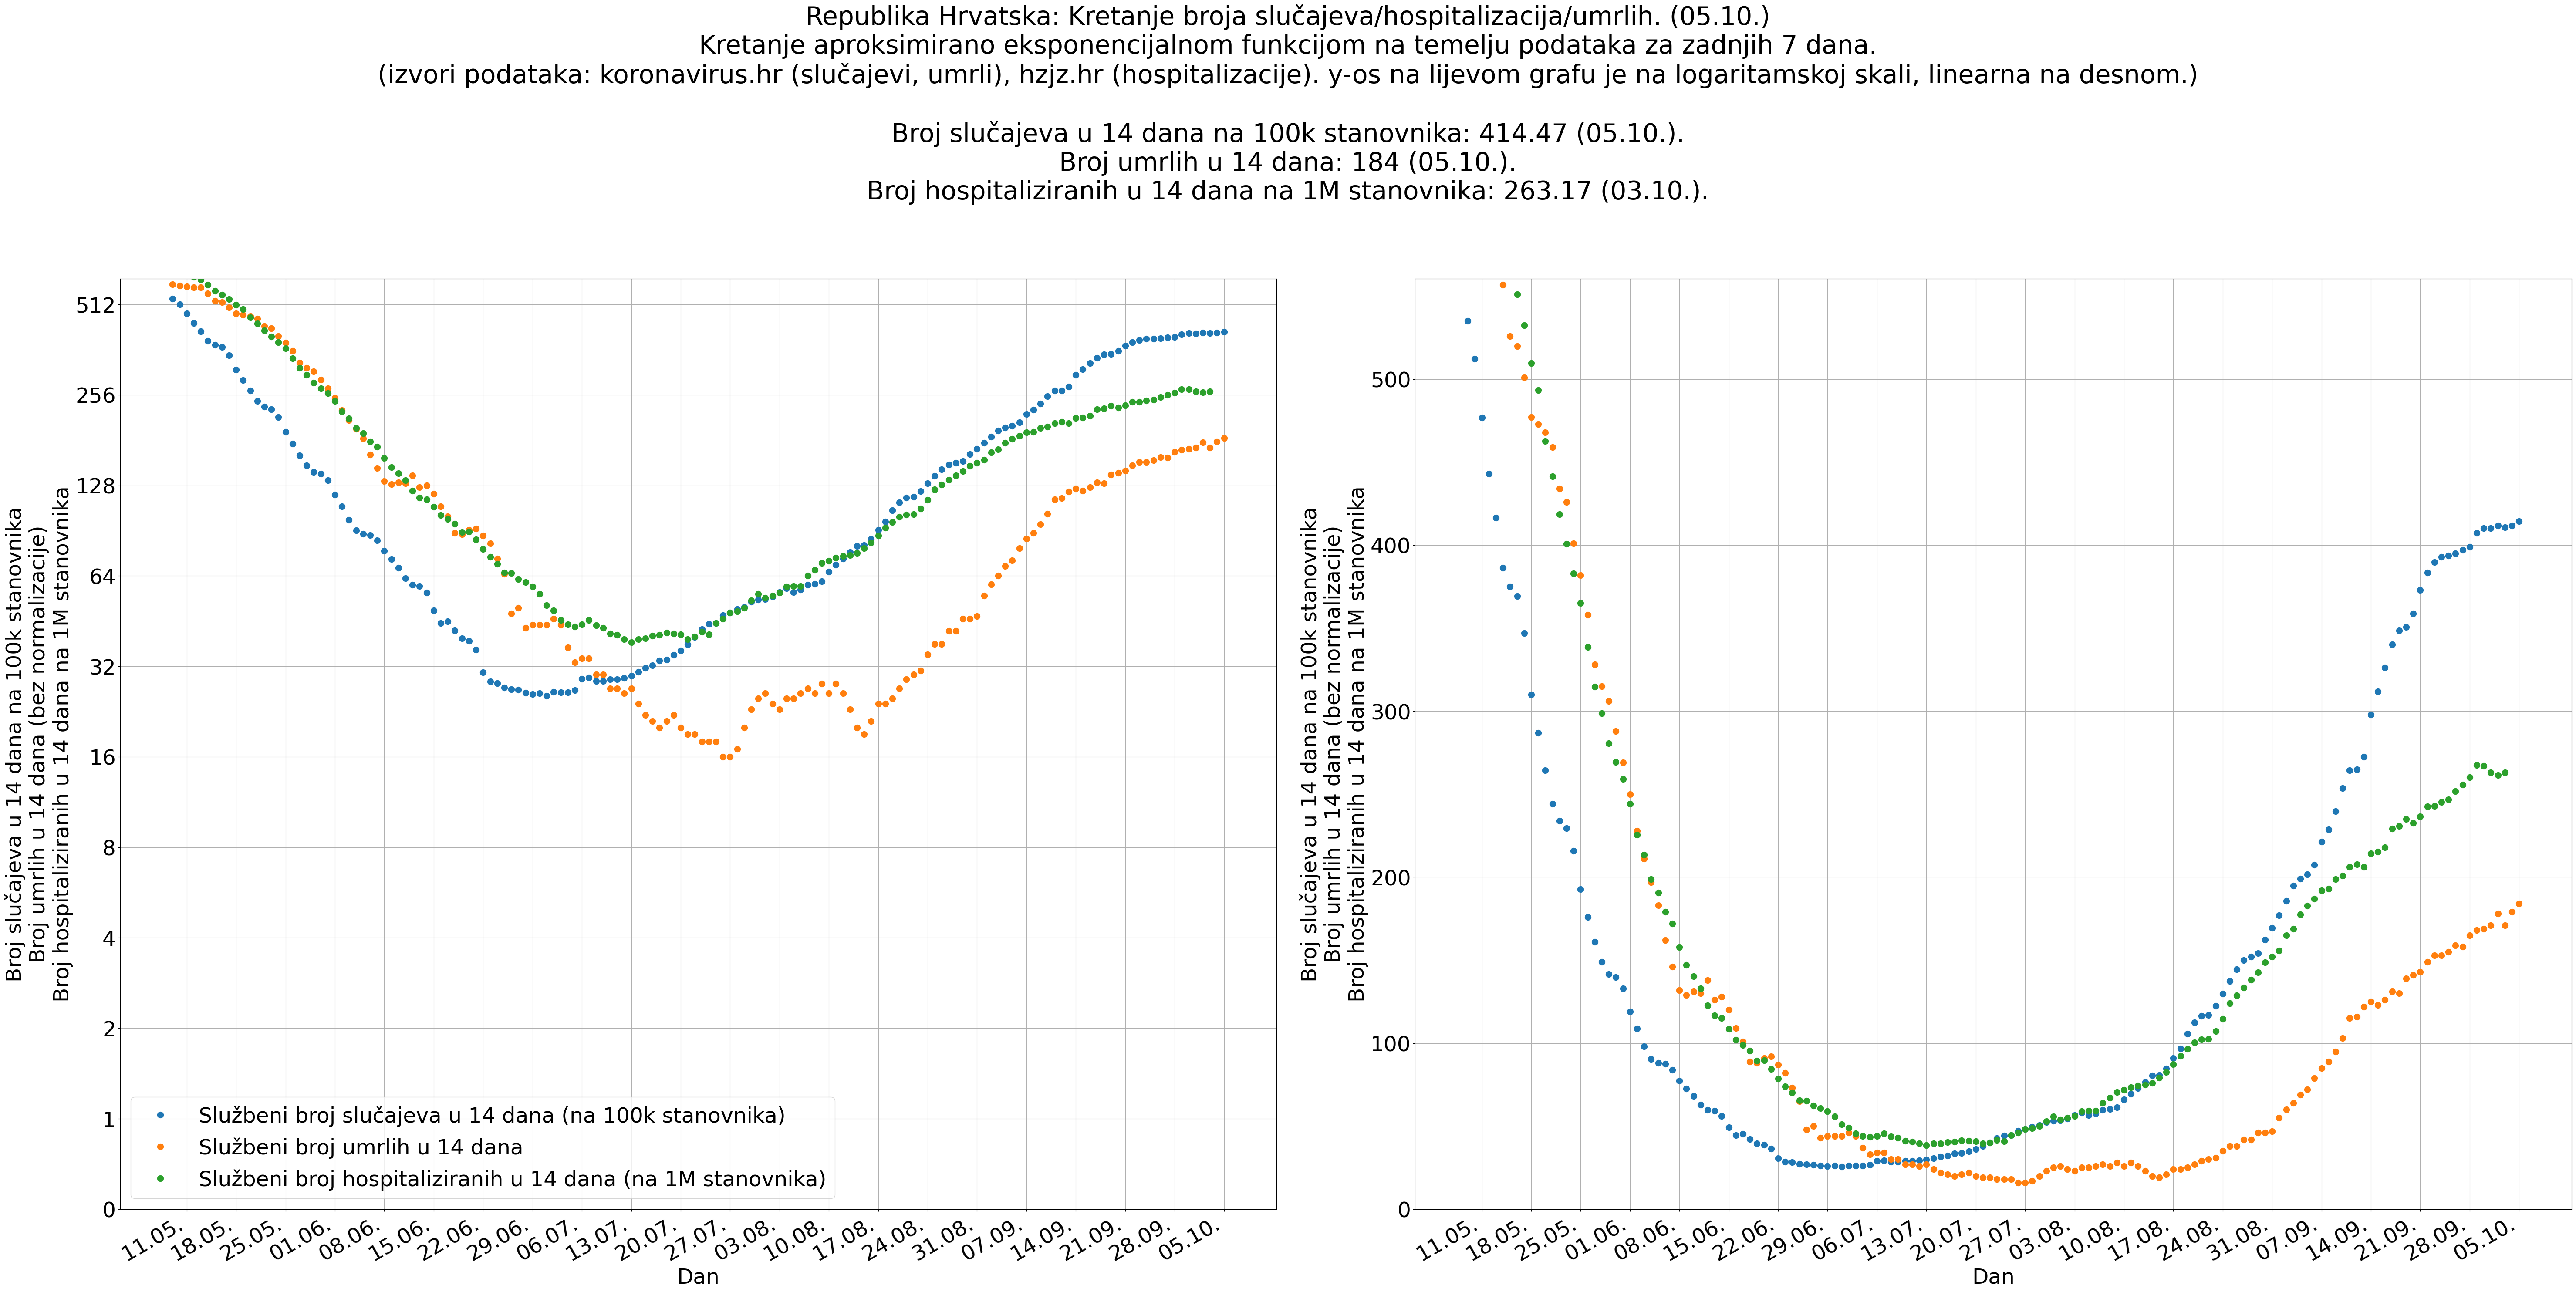 Republika Hrvatska: Kretanje broja slučajeva/hospitalizacija/umrlih. (05.10.)
Kretanje aproksimirano eksponencijalnom funkcijom na temelju podataka za zadnjih 7 dana.
(izvori podataka: koronavirus.hr (slučajevi, umrli), hzjz.hr (hospitalizacije). y-os na lijevom grafu je na logaritamskoj skali, linearna na desnom.)
Broj slučajeva u 14 dana na 100k stanovnika: 414.47 (05.10.).
Broj umrlih u 14 dana: 184 (05.10.).
Broj hospitaliziranih u 14 dana na 1M stanovnika: 263.17 (03.10.).
Broj slučajeva u 14 dana na 100k stanovnika
Broj umrlih u 14 dana (bez normalizacije)
Broj hospitaliziranih u 14 dana na 1M stanovnika
512
256
128
64
32
16
8
4
2
1
0
Službeni broj slučajeva u 14 dana (na 100k stanovnika)
Službeni broj umrlih u 14 dana
Službeni broj hospitaliziranih u 14 dana (na 1M stanovnika)
11.05. 18.05. 25.05. 01.06. 08.06. 15.06. 22.06. 29.06. 06.07. 13.07. 20.07. 27.07. 03.08. 10.08. 17.08. 24.08. 31.08. 07.09. 14.09. 21.09. 28.09. 05.10.
Dan
Broj slučajeva u 14 dana na 100k stanovnika
Broj umrlih u 14 dana (bez normalizacije)
Broj hospitaliziranih u 14 dana na 1M stanovnika
500
400
300
200
100
0
11.05. 18.05. 25.05. 01.06. 08.06. 15.06. 22.06. 29.06. 06.07. 13.07. 20.07. 27.07. 03.08. 10.08. 17.08. 24.08. 31.08. 07.09. 14.09. 21.09. 28.09. 05.10.
Dan